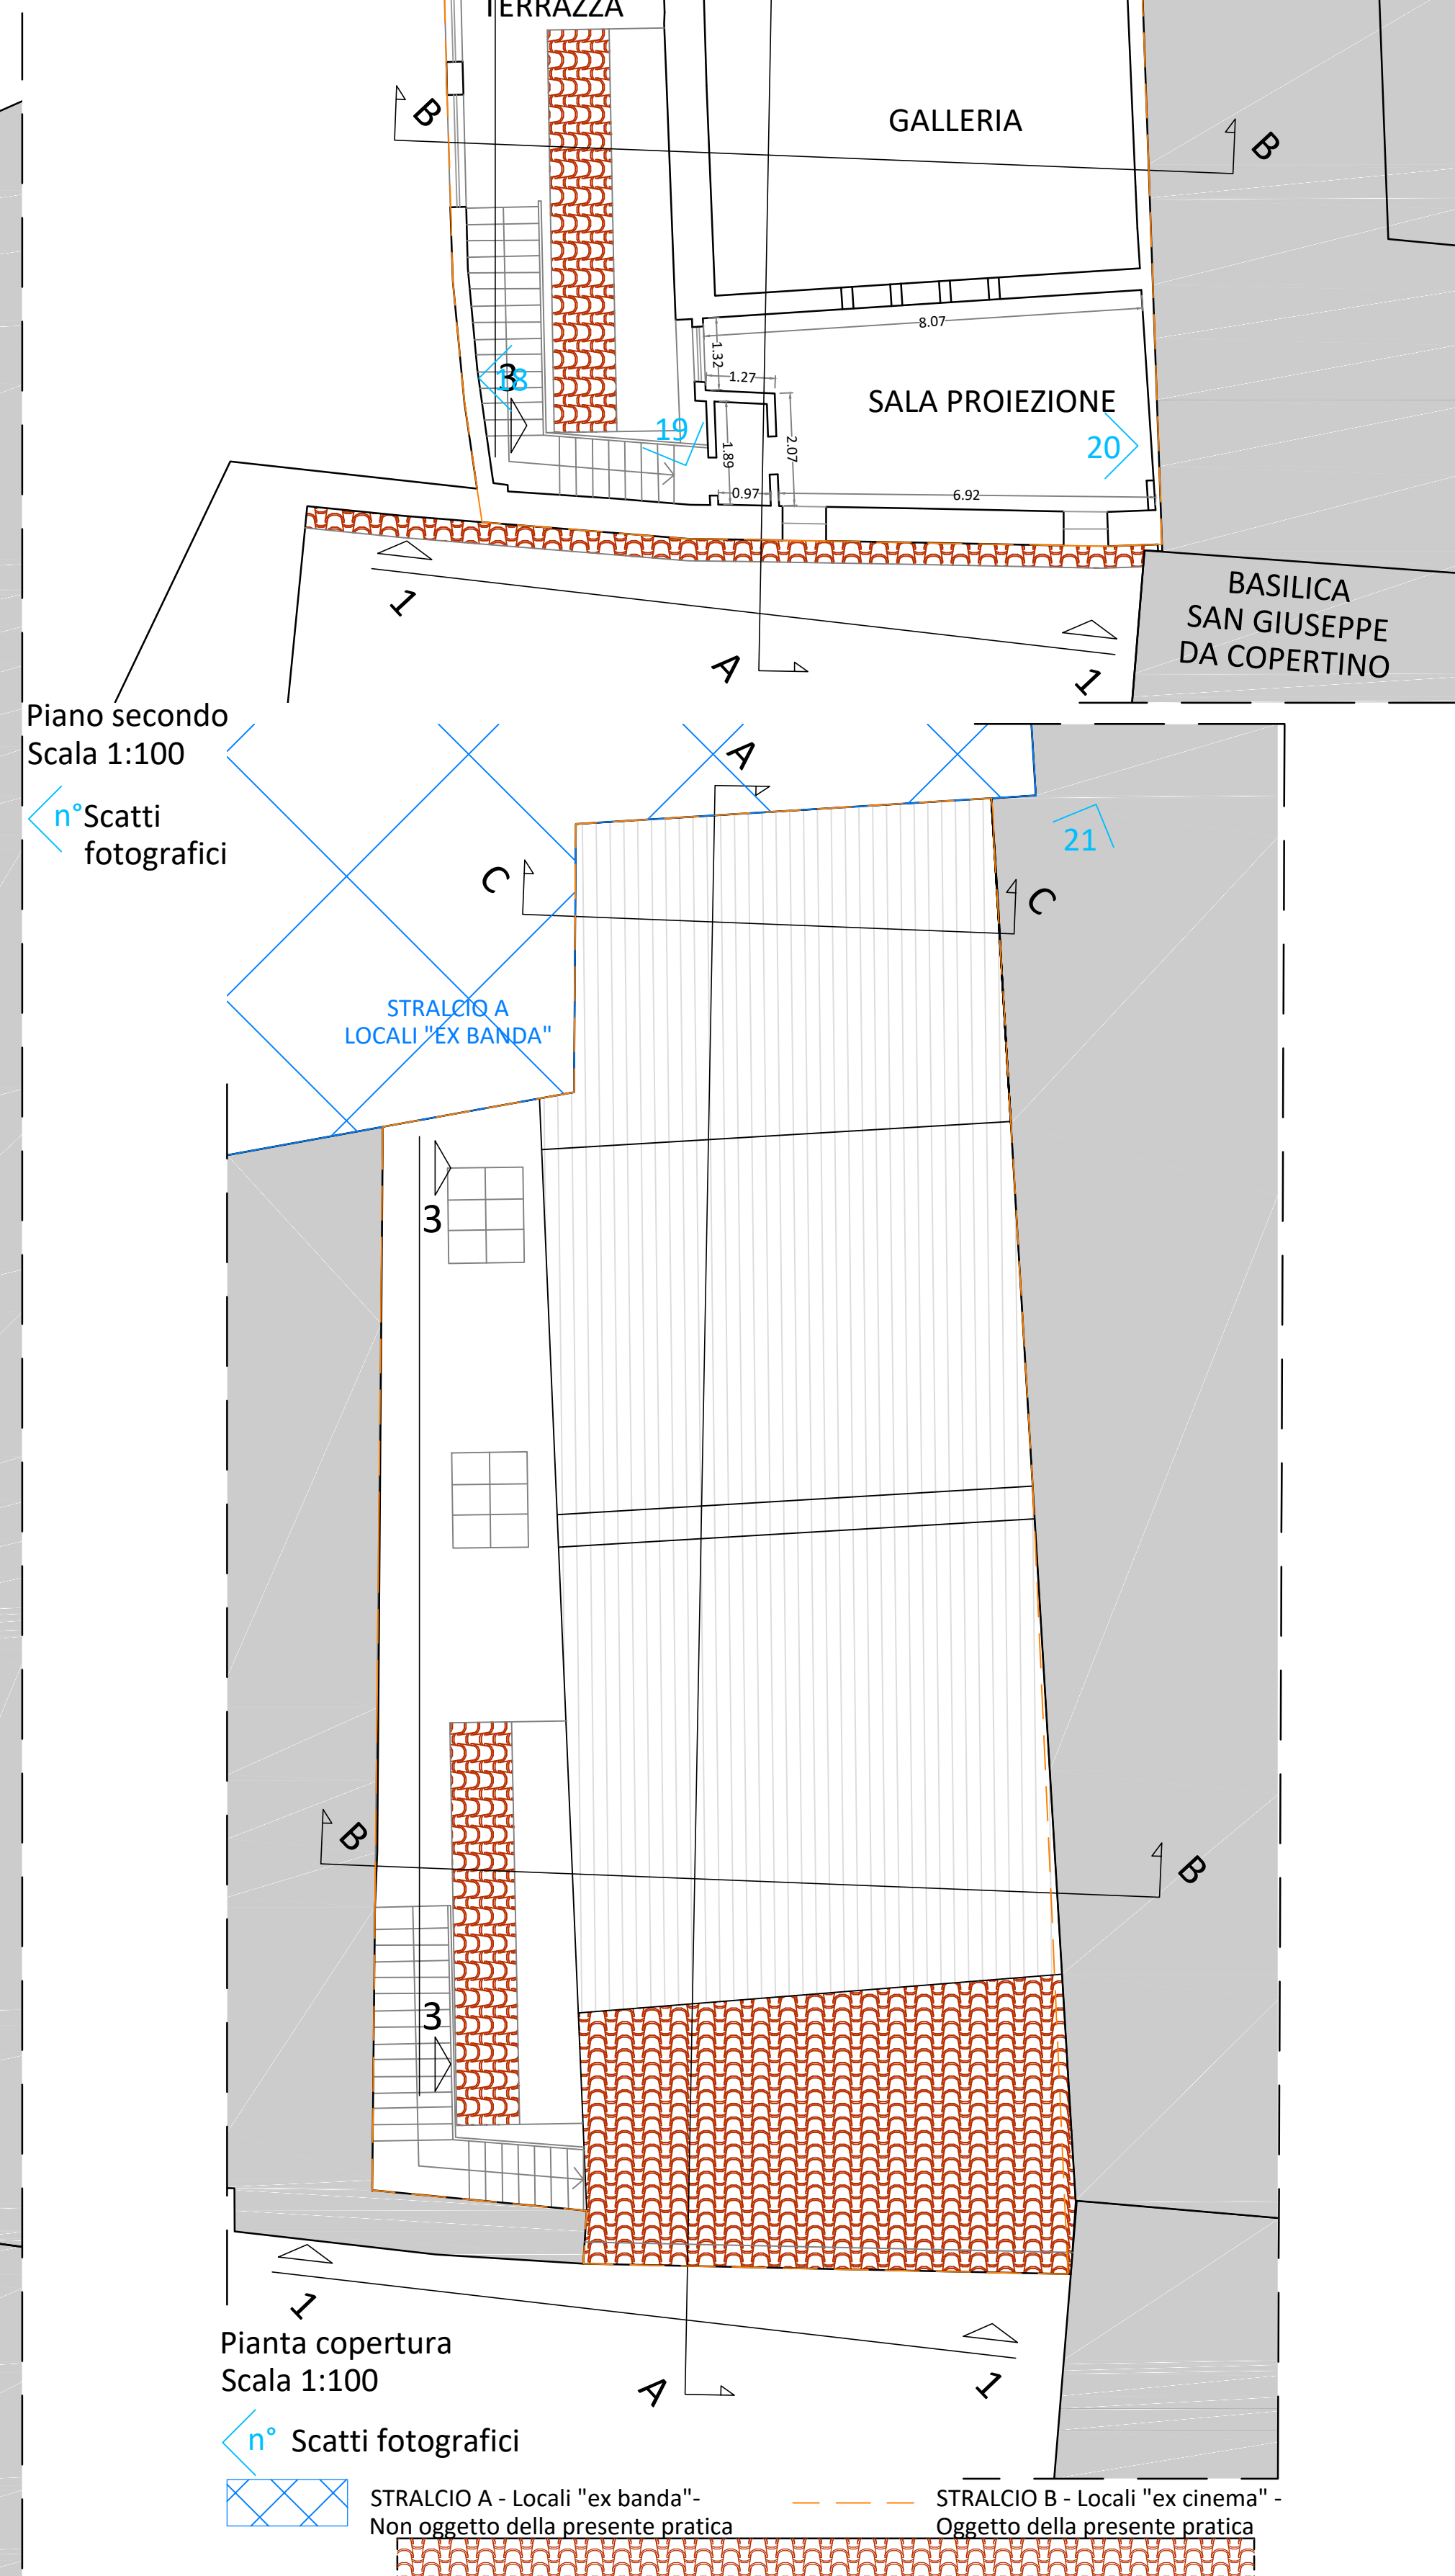 TERRAZZA
B
GALLERIA
B
8.07
1.32
1.27
3
18
SALA PROIEZIONE
19
20
1.89
2.07
0.97
6.92
1
BASILICA
SAN GIUSEPPE
DA COPERTINO
A
1
Piano secondo
Scala 1:100
n° Scatti
fotografici
A
21
C
C
STRALCIO A
LOCALI "EX BANDA"
3
B
B
3
1
Pianta copertura
Scala 1:100
A
1
n° Scatti fotografici
STRALCIO A - Locali "ex banda"-
Non oggetto della presente pratica
STRALCIO B - Locali "ex cinema" -
Oggetto della presente pratica